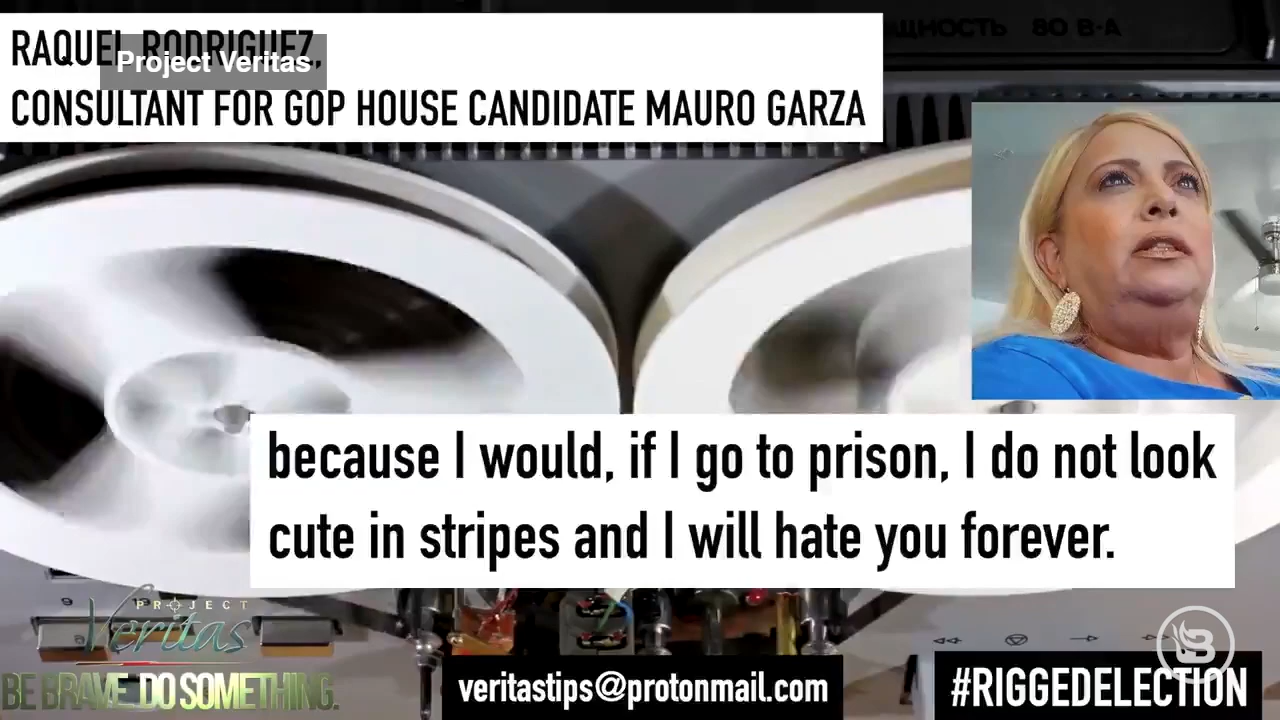 RAQUEL RODRIGUEZ,
Project Veritas
CONSULTANT FOR GOP HOUSE CANDIDATE MAURO GARZA
80 В·А
because I would, if I go to prison, I do not look
cute in stripes and I will hate you forever.
PROJECT
Veritas
BE BRAVE. DO SOMETHING.
veritastips@protonmail.com
B
#RIGGEDELECTION